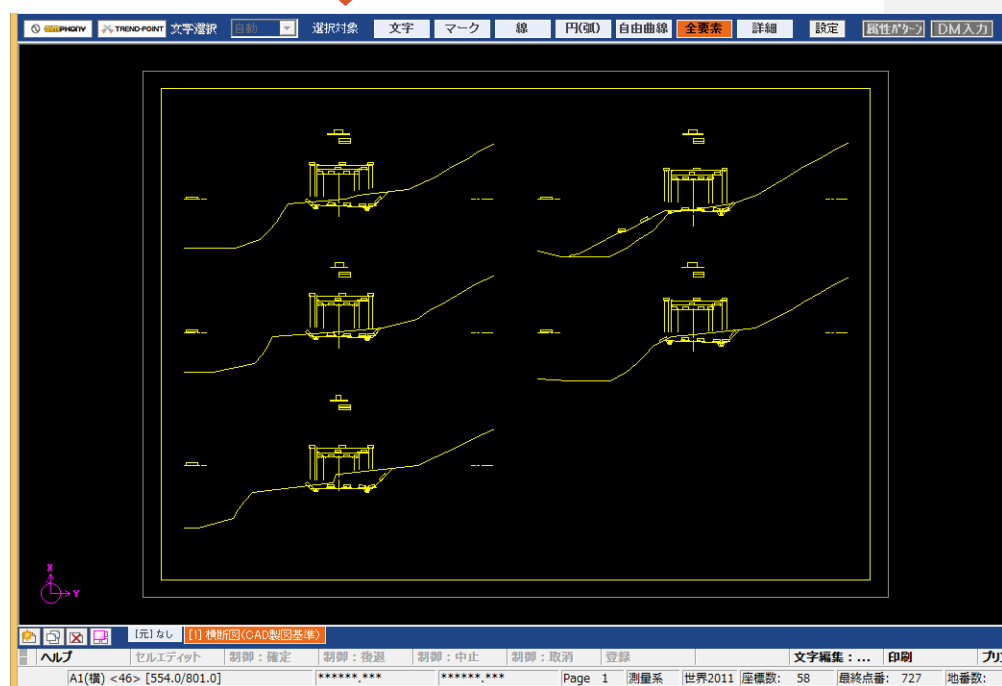 SIMPHONY TREND-POINT 文字選択 自動 選択対象 文字 マーク 線 円(弧) 自由曲線 全要素 詳細 設定 属性パターン DM入力
X
Y
[元] なし [1] 横断図(CAD製図基準)
ヘルプ セルエディット 制御：確定 制御：後退 制御：中止 制御：取消 登録 文字編集：... 印刷
A1(横) <46> [554.0/801.0] ******.*** ******.*** Page 1 測量系 世界2011 座標数: 58 最終点番: 727 地番数: